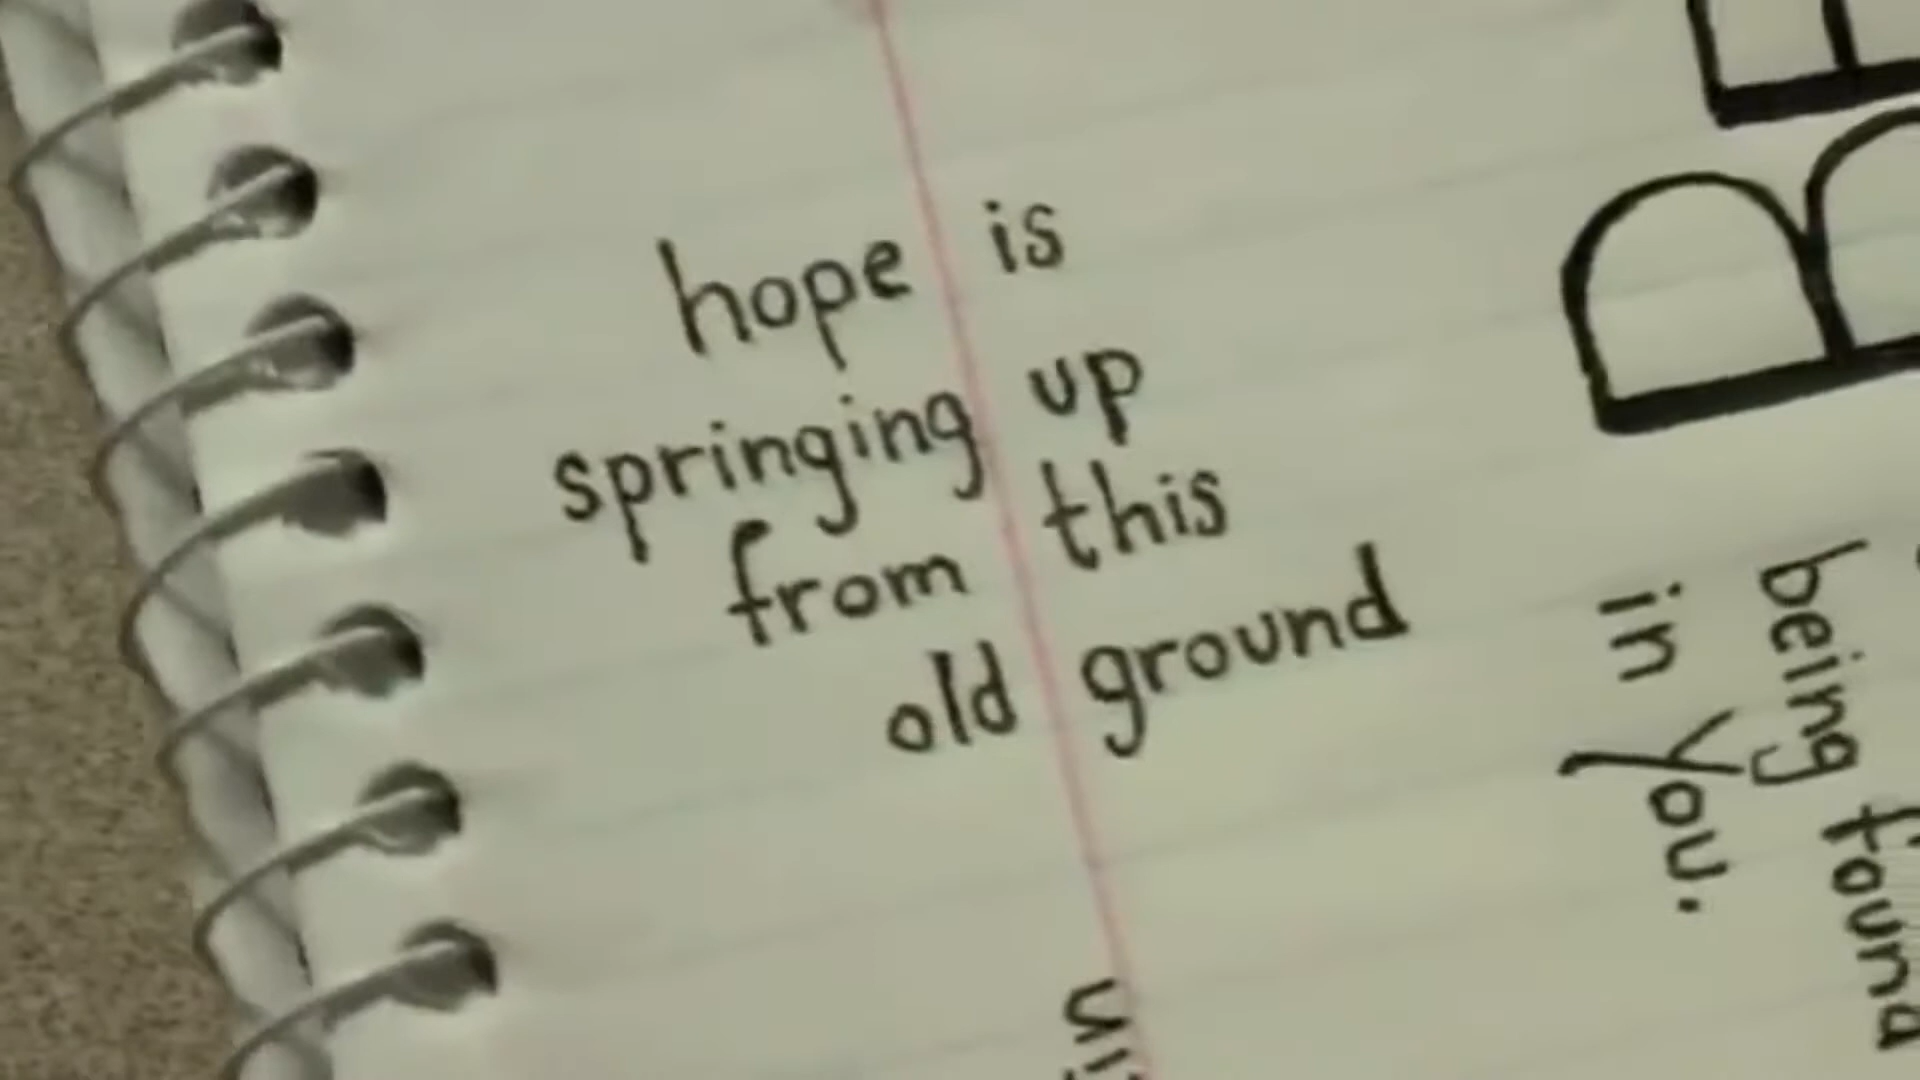 hope is
springing up
from this
old ground
being found
in You.